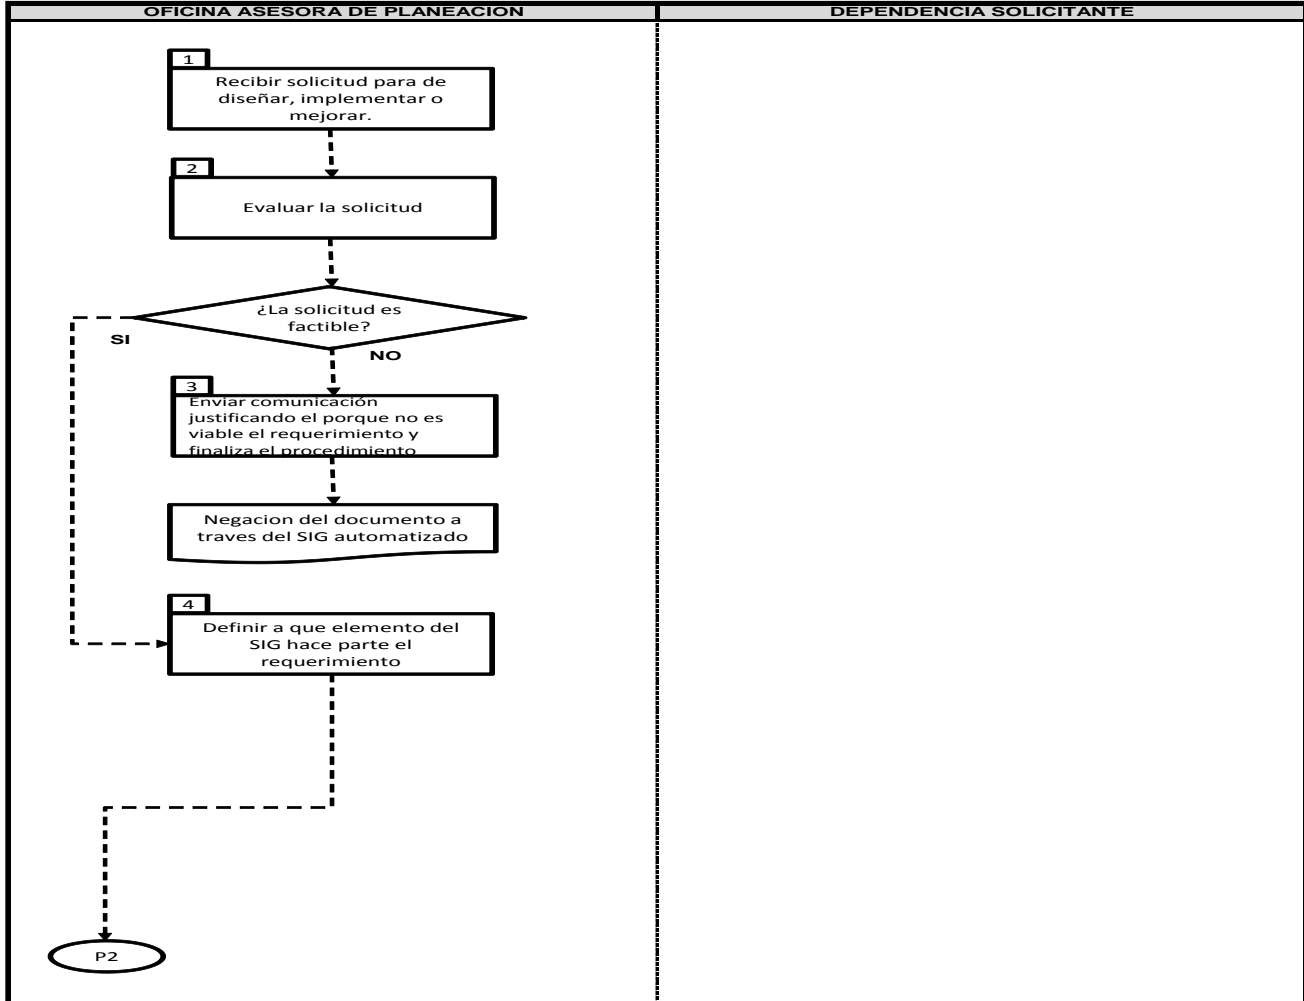 OFICINA ASESORA DE PLANEACION
DEPENDENCIA SOLICITANTE
1
Recibir solicitud para de
diseñar, implementar o
mejorar.
2
Evaluar la solicitud
¿La solicitud es
factible?
SI
NO
3
Enviar comunicación
justificando el porque no es
viable el requerimiento y
finaliza el procedimiento
Negacion del documento a
traves del SIG automatizado
4
Definir a que elemento del
SIG hace parte el
requerimiento
P2